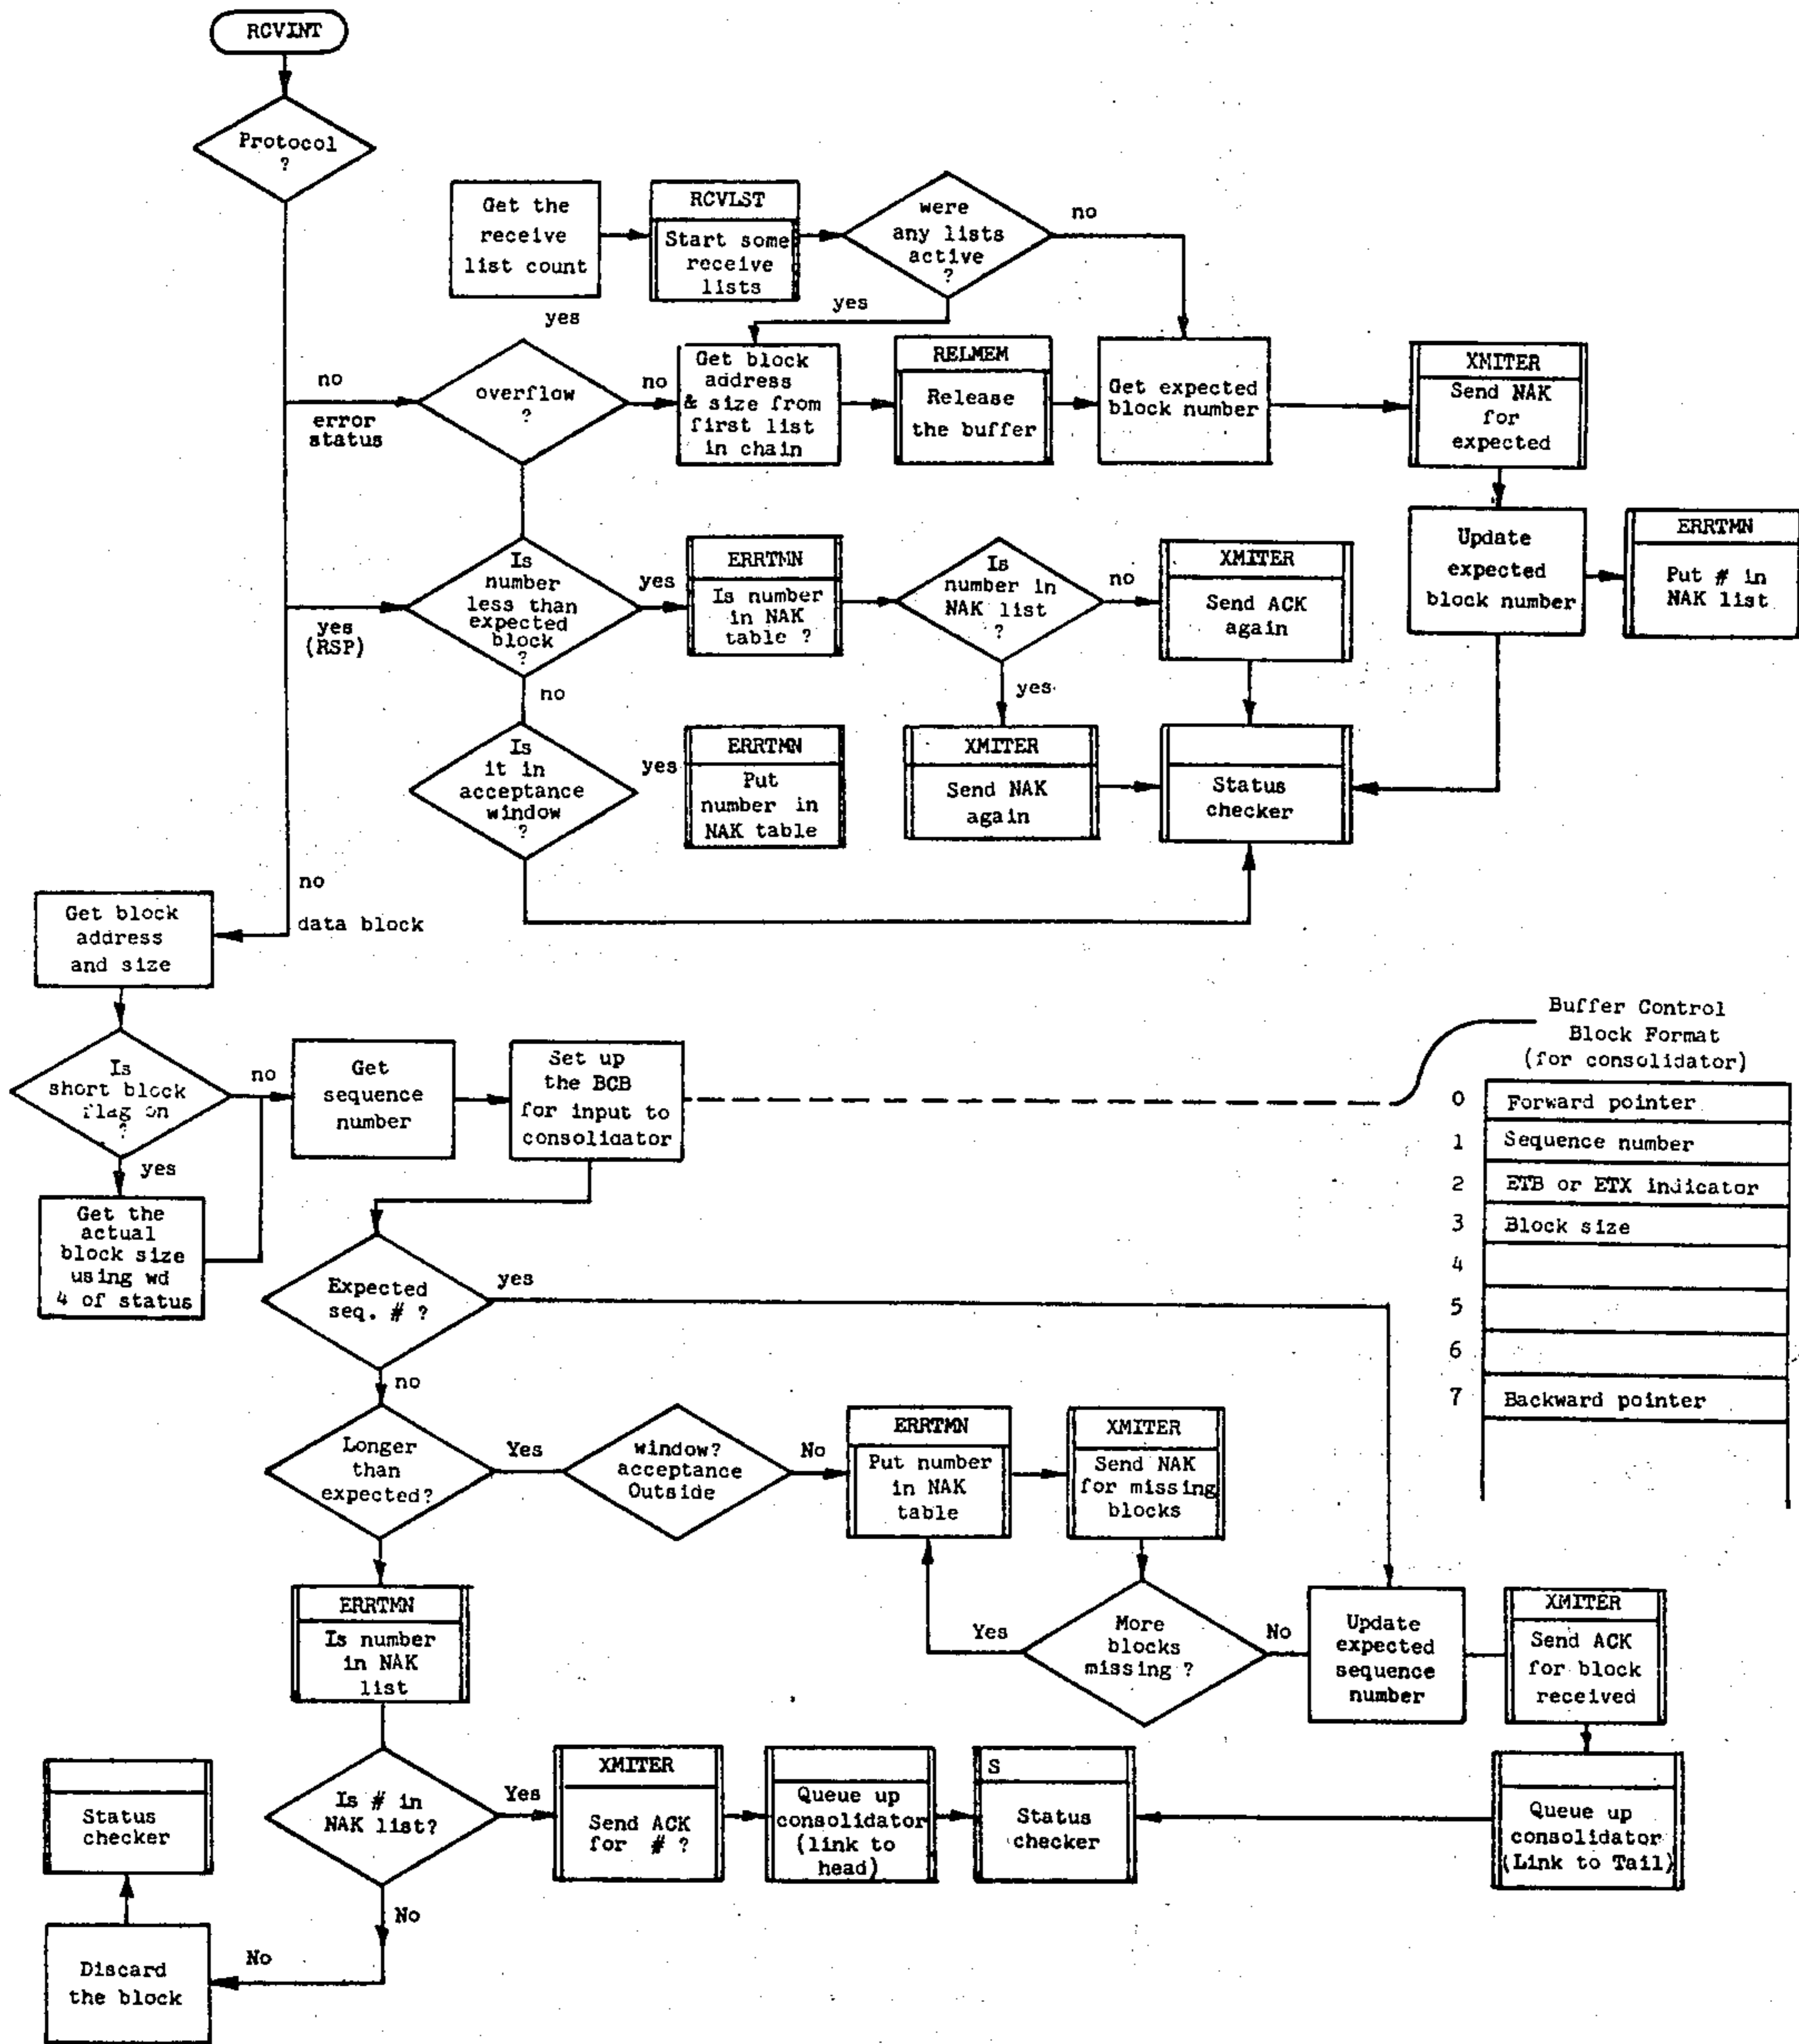 RCVINT
Protocol
?
Get the
receive
list count
RCVLST
Start some
receive
lists
were
any lists
active
?
no
yes
yes
no
error
status
overflow
?
no
Get block
address
& size from
first list
in chain
RELMEM
Release
the buffer
Get expected
block number
XMITER
Send NAK
for
expected
Update
expected
block number
ERRTMN
Put # in
NAK list
yes
(RSP)
Is
number
less than
expected
block
?
yes
ERRTMN
Is number
in NAK
table ?
Is
number in
NAK list
?
no
XMITER
Send ACK
again
no
yes
Is
it in
acceptance
window
?
yes
ERRTMN
Put
number in
NAK table
XMITER
Send NAK
again
Status
checker
no
data block
Get block
address
and size
Is
short block
flag on
?
no
yes
Get the
actual
block size
using wd
4 of status
Get
sequence
number
Set up
the BCB
for input to
consolidator
Buffer Control
Block Format
(for consolidator)
0 Forward pointer
1 Sequence number
2 ETB or ETX indicator
3 Block size
4
5
6
7 Backward pointer
Expected
seq. # ?
yes
no
Longer
than
expected?
Yes
window?
acceptance
Outside
No
ERRTMN
Put number
in NAK
table
XMITER
Send NAK
for missing
blocks
More
blocks
missing ?
Yes
No
Update
expected
sequence
number
XMITER
Send ACK
for block
received
ERRTMN
Is number
in NAK
list
Is # in
NAK list?
Yes
No
XMITER
Send ACK
for # ?
Queue up
consolidator
(link to
head)
S
Status
checker
Queue up
consolidator
(Link to Tail)
Status
checker
No
Discard
the block